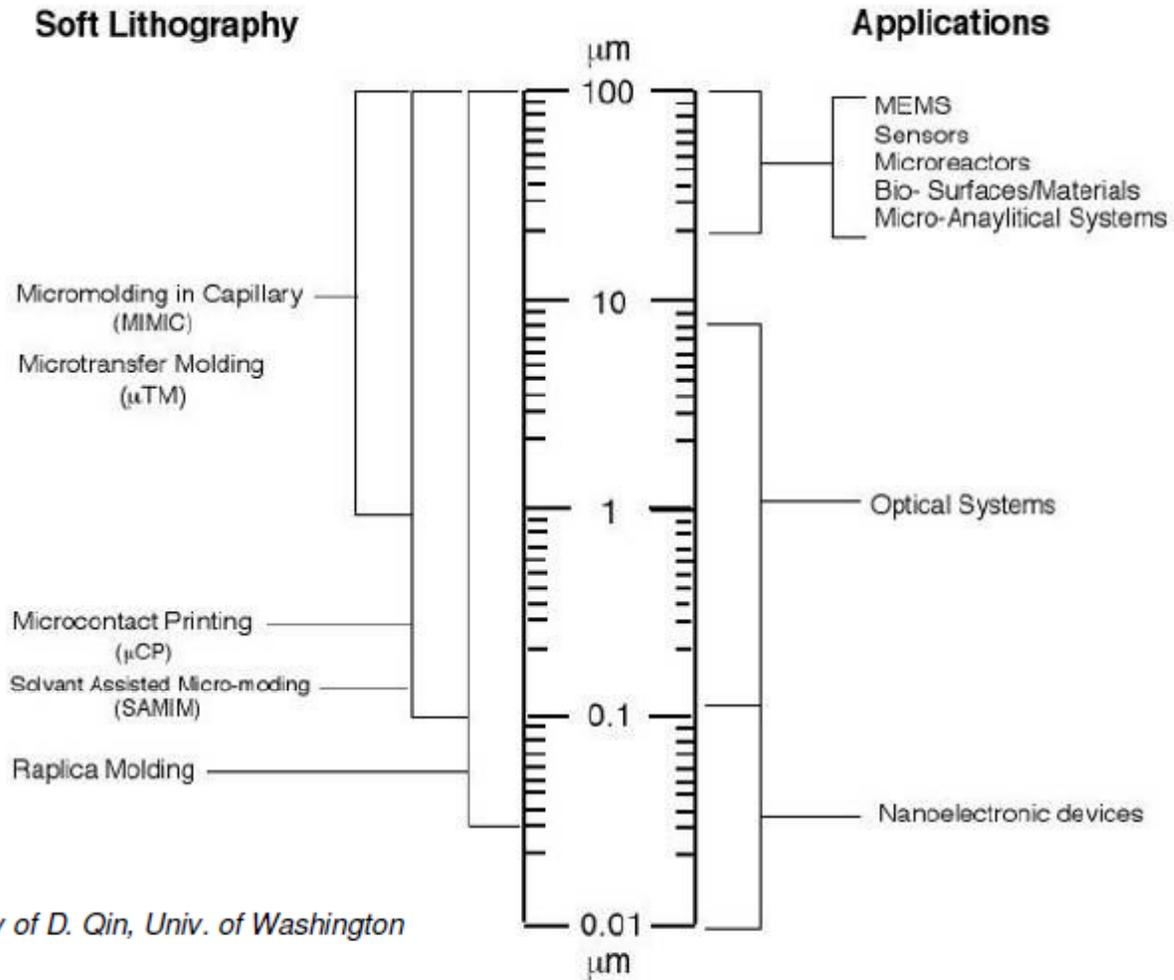 Soft Lithography
Applications
μm
100
10
1
0.1
0.01
μm
Micromolding in Capillary
(MIMIC)
Microtransfer Molding
(μTM)
Microcontact Printing
(μCP)
Solvant Assisted Micro-moding
(SAMIM)
Raplica Molding
MEMS
Sensors
Microreactors
Bio- Surfaces/Materials
Micro-Anaylitical Systems
Optical Systems
Nanoelectronic devices
of D. Qin, Univ. of Washington